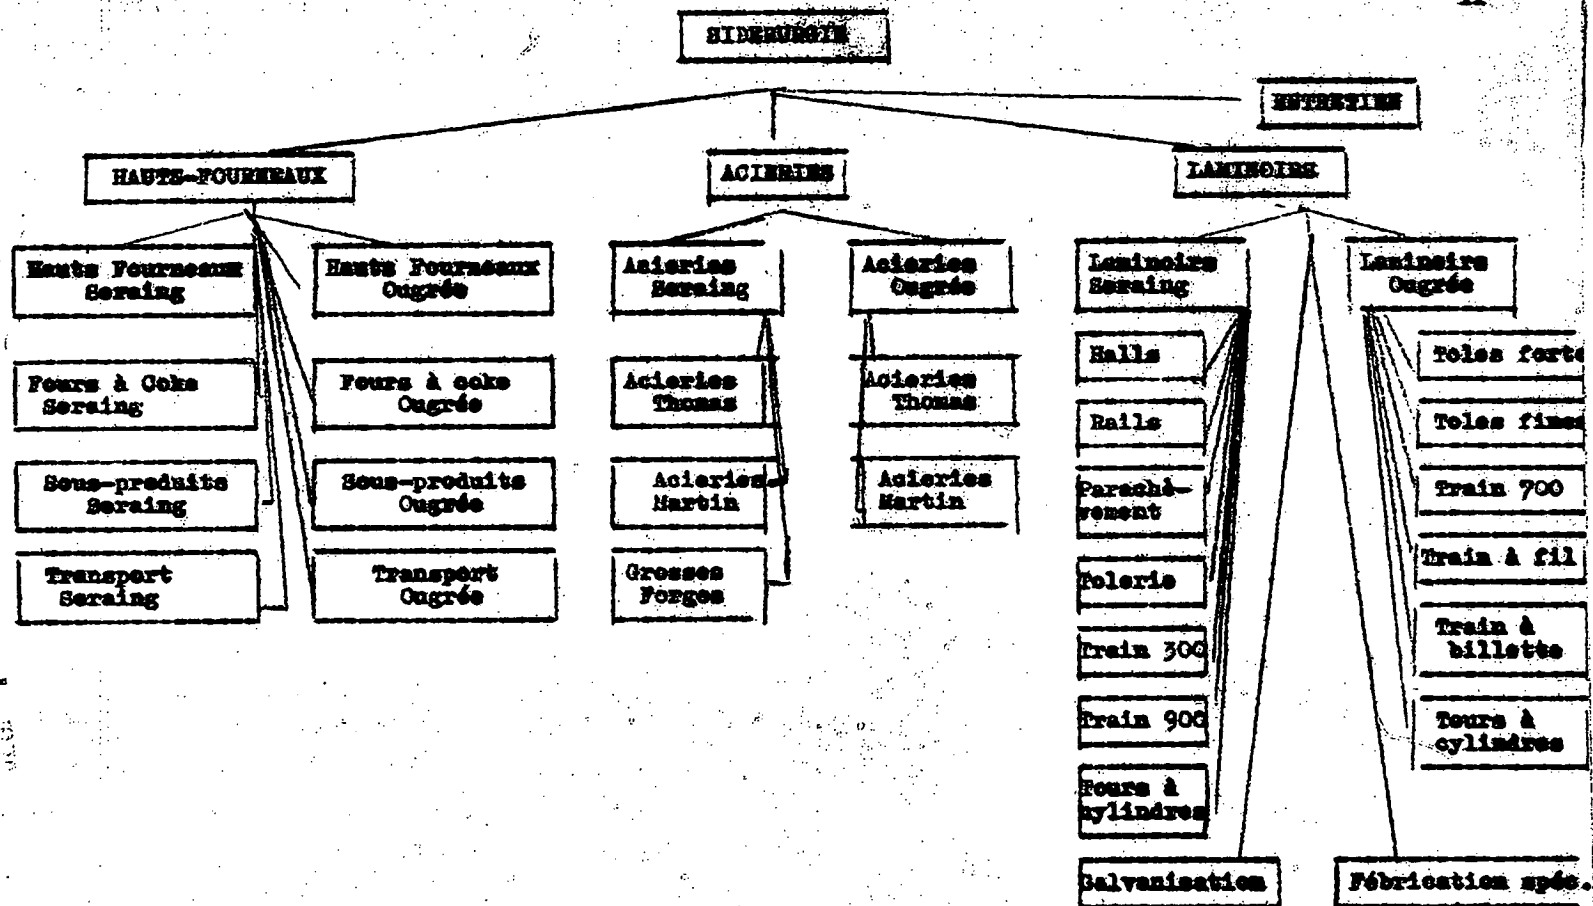 SIDERURGIE
ENTRETIEN
HAUTS-FOURNEAUX
ACIERIES
LAMINOIRS
Hauts Fourneaux
Seraing
Hauts Fourneaux
Ougrée
Acieries
Seraing
Acieries
Ougrée
Laminoirs
Seraing
Laminoirs
Ougrée
Fours à Coke
Seraing
Fours à coke
Ougrée
Acieries
Thomas
Acieries
Thomas
Halls
Rails
Toles forte
Toles fines
Sous-produits
Seraing
Sous-produits
Ougrée
Acieries
Martin
Acieries
Martin
Parachè-
vement
Train 700
Transport
Seraing
Transport
Ougrée
Grosses
Forges
Tolerie
Train à fil
Train 300
Train à
billette
Train 900
Tours à
cylindres
Tours à
cylindres
Galvanisation
Fébrication spéc.